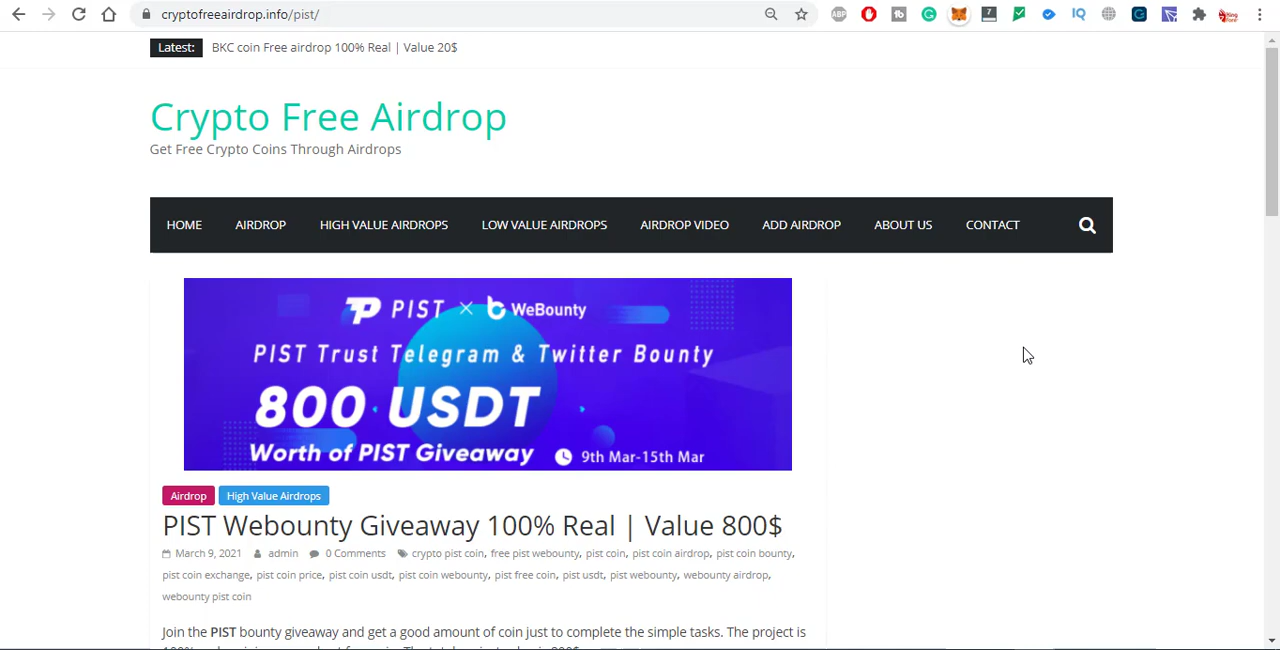 cryptofreeairdrop.info/pist/
Latest: BKC coin Free airdrop 100% Real | Value 20$
Crypto Free Airdrop
Get Free Crypto Coins Through Airdrops
HOME AIRDROP HIGH VALUE AIRDROPS LOW VALUE AIRDROPS AIRDROP VIDEO ADD AIRDROP ABOUT US CONTACT
PIST × WeBounty
PIST Trust Telegram & Twitter Bounty
800 USDT
Worth of PIST Giveaway 9th Mar-15th Mar
Airdrop High Value Airdrops
PIST Webounty Giveaway 100% Real | Value 800$
March 9, 2021 admin 0 Comments crypto pist coin, free pist webounty, pist coin, pist coin airdrop, pist coin bounty,
pist coin exchange, pist coin price, pist coin usdt, pist coin webounty, pist free coin, pist usdt, pist webounty, webounty airdrop,
webounty pist coin
Join the PIST bounty giveaway and get a good amount of coin just to complete the simple tasks. The project is